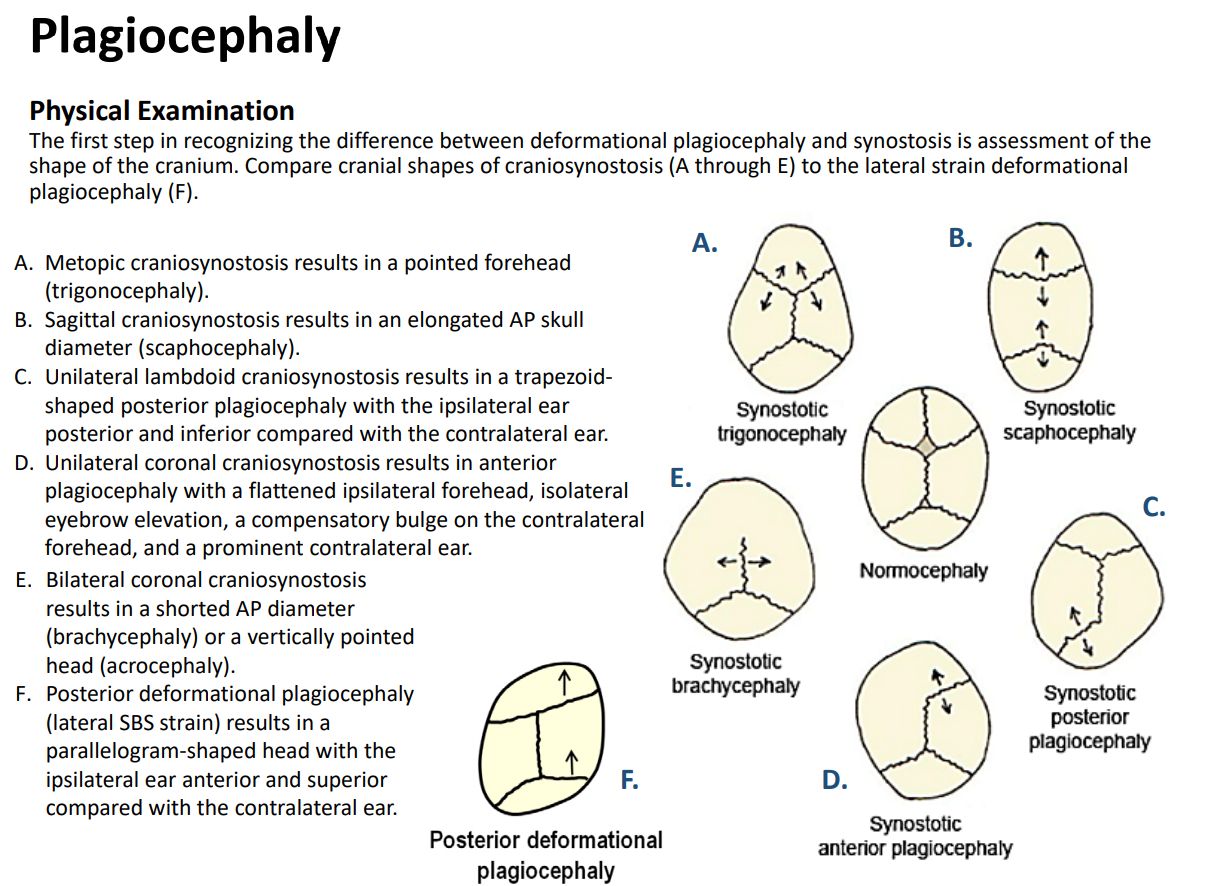 Plagiocephaly
Physical Examination
The first step in recognizing the difference between deformational plagiocephaly and synostosis is assessment of the
shape of the cranium. Compare cranial shapes of craniosynostosis (A through E) to the lateral strain deformational
plagiocephaly (F).
A. Metopic craniosynostosis results in a pointed forehead
(trigonocephaly).
B. Sagittal craniosynostosis results in an elongated AP skull
diameter (scaphocephaly).
C. Unilateral lambdoid craniosynostosis results in a trapezoid-
shaped posterior plagiocephaly with the ipsilateral ear
posterior and inferior compared with the contralateral ear.
D. Unilateral coronal craniosynostosis results in anterior
plagiocephaly with a flattened ipsilateral forehead, isolateral
eyebrow elevation, a compensatory bulge on the contralateral
forehead, and a prominent contralateral ear.
E. Bilateral coronal craniosynostosis
results in a shorted AP diameter
(brachycephaly) or a vertically pointed
head (acrocephaly).
F. Posterior deformational plagiocephaly
(lateral SBS strain) results in a
parallelogram-shaped head with the
ipsilateral ear anterior and superior
compared with the contralateral ear.
A.
Synostotic
trigonocephaly
B.
Synostotic
scaphocephaly
Normocephaly
E.
Synostotic
brachycephaly
C.
Synostotic
posterior
plagiocephaly
D.
Synostotic
anterior plagiocephaly
F.
Posterior deformational
plagiocephaly